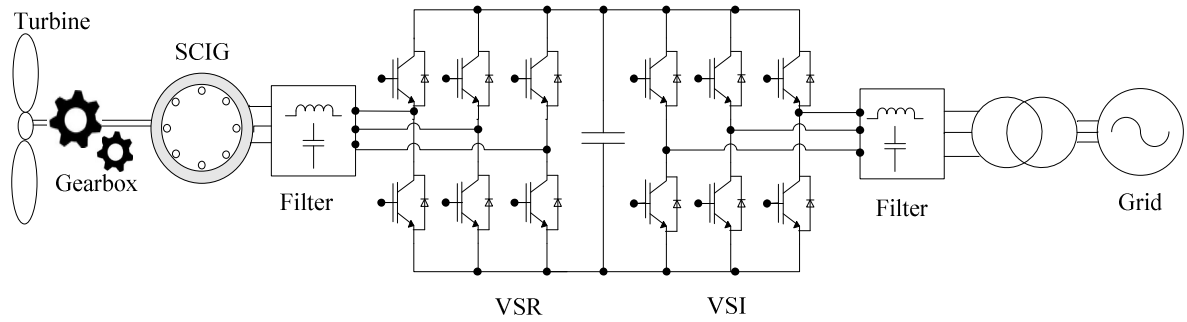 Turbine
SCIG
Gearbox
Filter
Filter
Grid
VSR
VSI